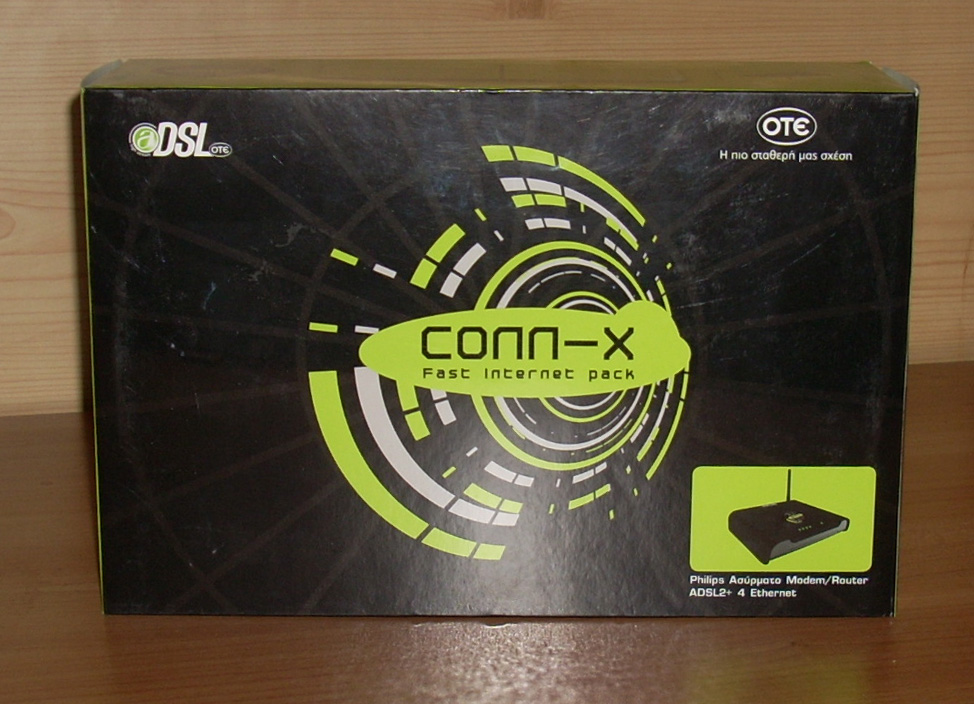 aDSL OTE
OTE
Η πιο σταθερή μας σχέση
CONN-X
Fast Internet pack
Philips Ασύρματο Modem/Router
ADSL2+ 4 Ethernet